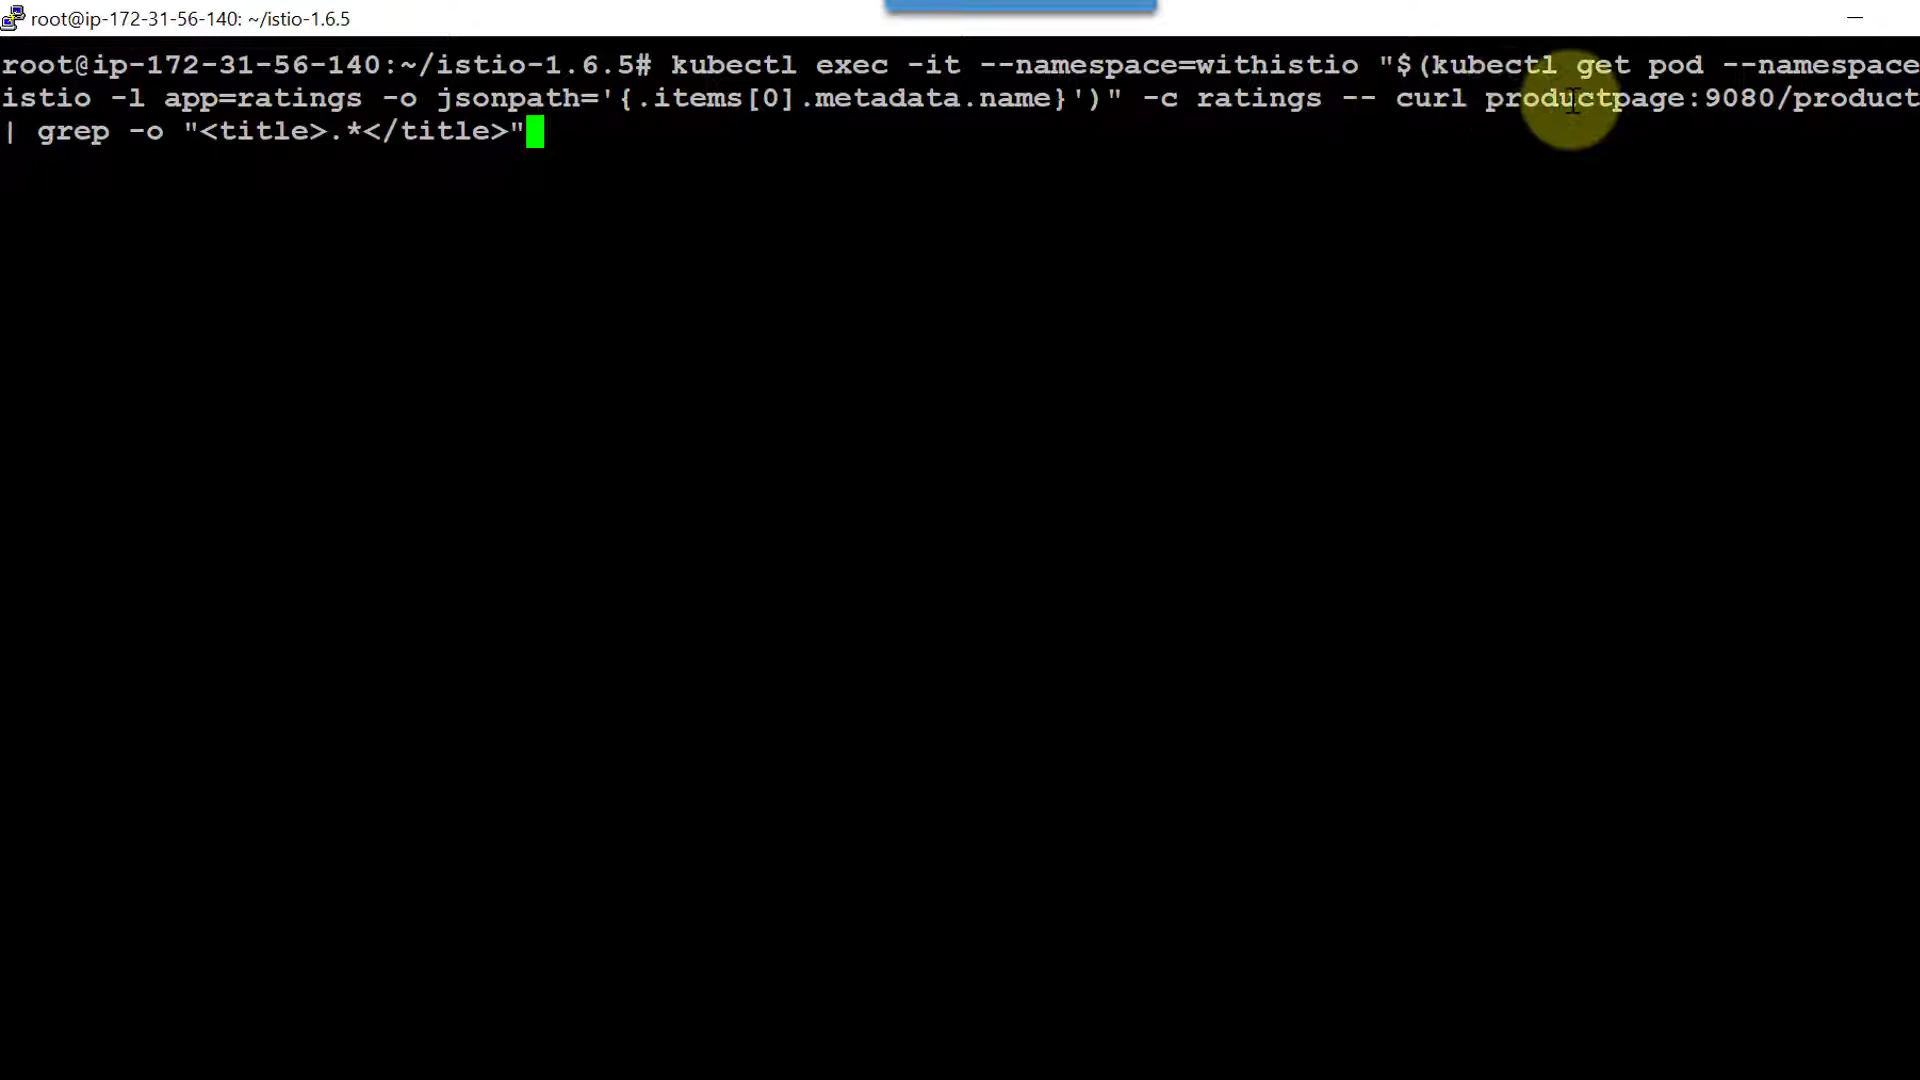 root@ip-172-31-56-140: ~/istio-1.6.5
root@ip-172-31-56-140:~/istio-1.6.5# kubectl exec -it --namespace=withistio "$(kubectl get pod --namespace
istio -l app=ratings -o jsonpath='{.items[0].metadata.name}')" -c ratings -- curl productpage:9080/product
| grep -o "<title>.*</title>"